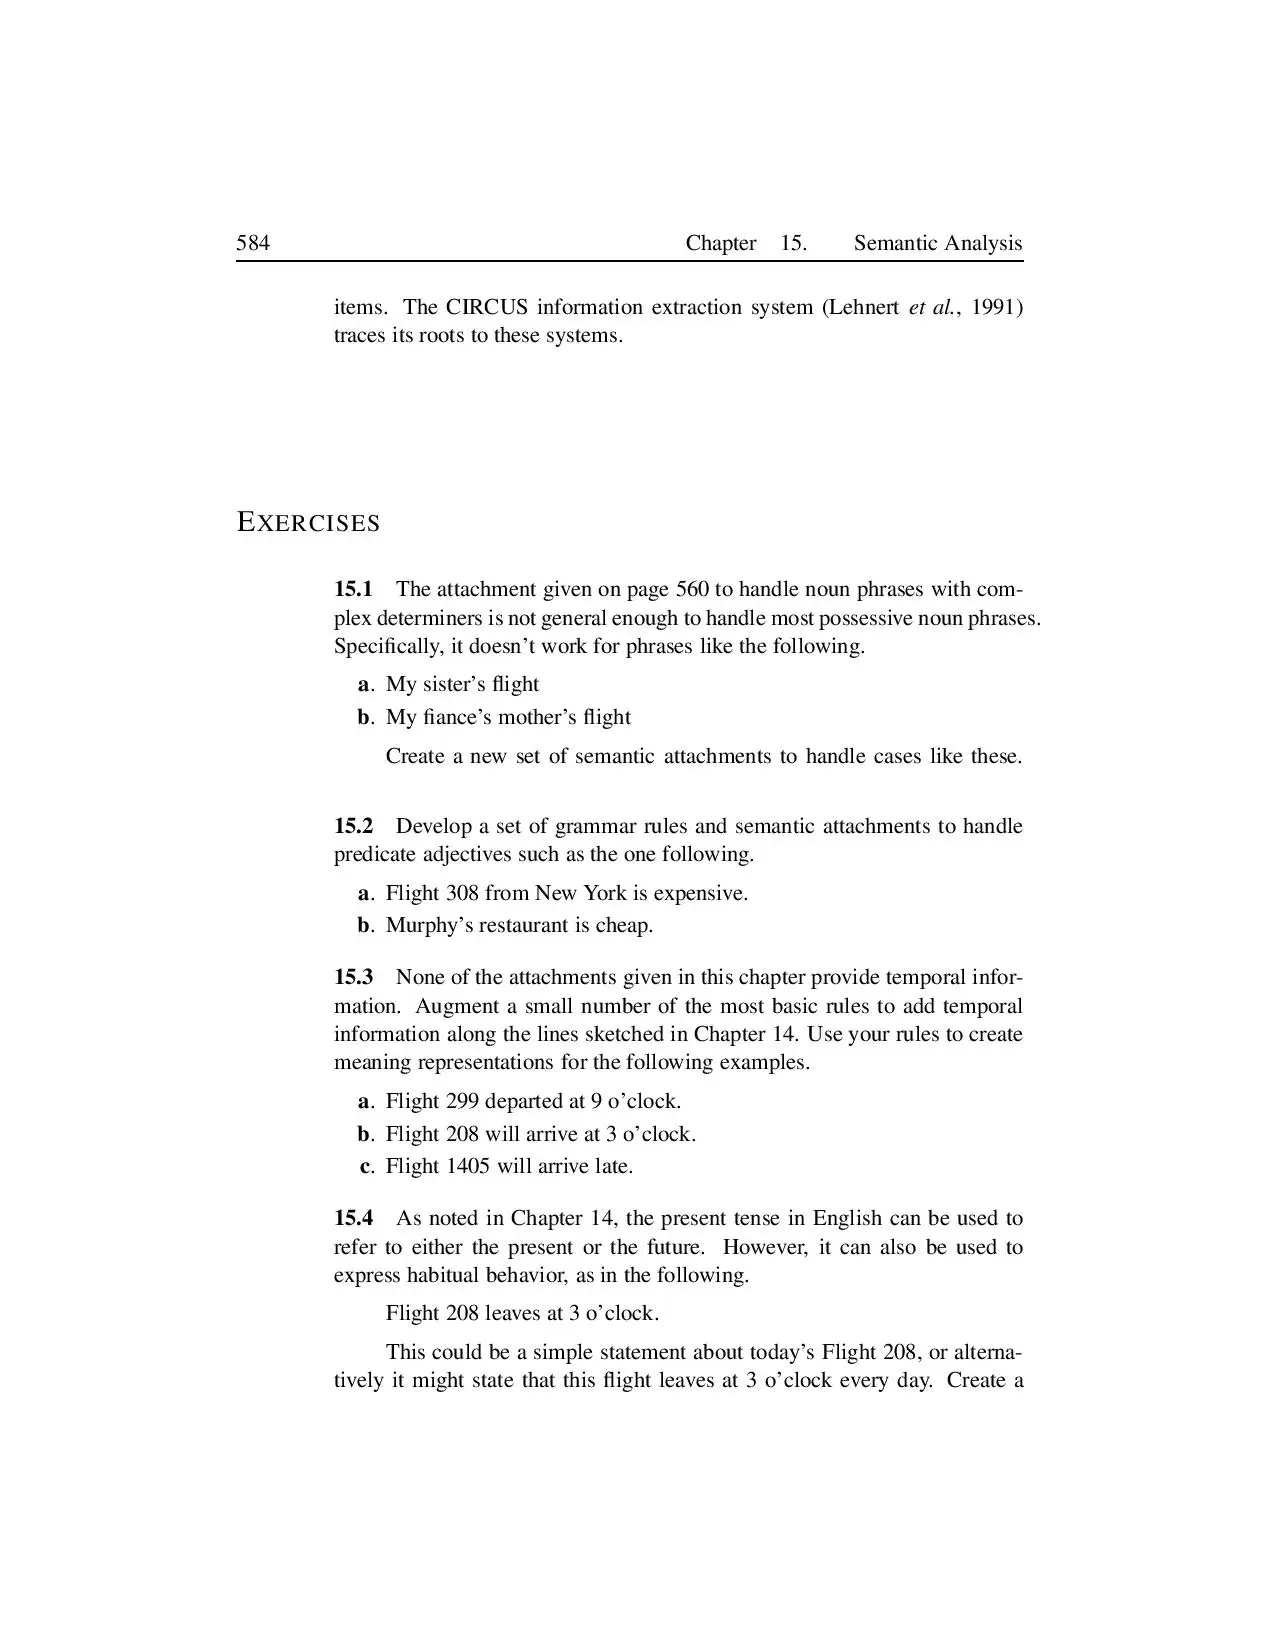 584 Chapter 15. Semantic Analysis
items. The CIRCUS information extraction system (Lehnert et al., 1991)
traces its roots to these systems.
EXERCISES
15.1 The attachment given on page 560 to handle noun phrases with com-
plex determiners is not general enough to handle most possessive noun phrases.
Specifically, it doesn't work for phrases like the following.
a. My sister's flight
b. My fiance's mother's flight
Create a new set of semantic attachments to handle cases like these.
15.2 Develop a set of grammar rules and semantic attachments to handle
predicate adjectives such as the one following.
a. Flight 308 from New York is expensive.
b. Murphy's restaurant is cheap.
15.3 None of the attachments given in this chapter provide temporal infor-
mation. Augment a small number of the most basic rules to add temporal
information along the lines sketched in Chapter 14. Use your rules to create
meaning representations for the following examples.
a. Flight 299 departed at 9 o'clock.
b. Flight 208 will arrive at 3 o'clock.
c. Flight 1405 will arrive late.
15.4 As noted in Chapter 14, the present tense in English can be used to
refer to either the present or the future. However, it can also be used to
express habitual behavior, as in the following.
Flight 208 leaves at 3 o'clock.
This could be a simple statement about today's Flight 208, or alterna-
tively it might state that this flight leaves at 3 o'clock every day. Create a